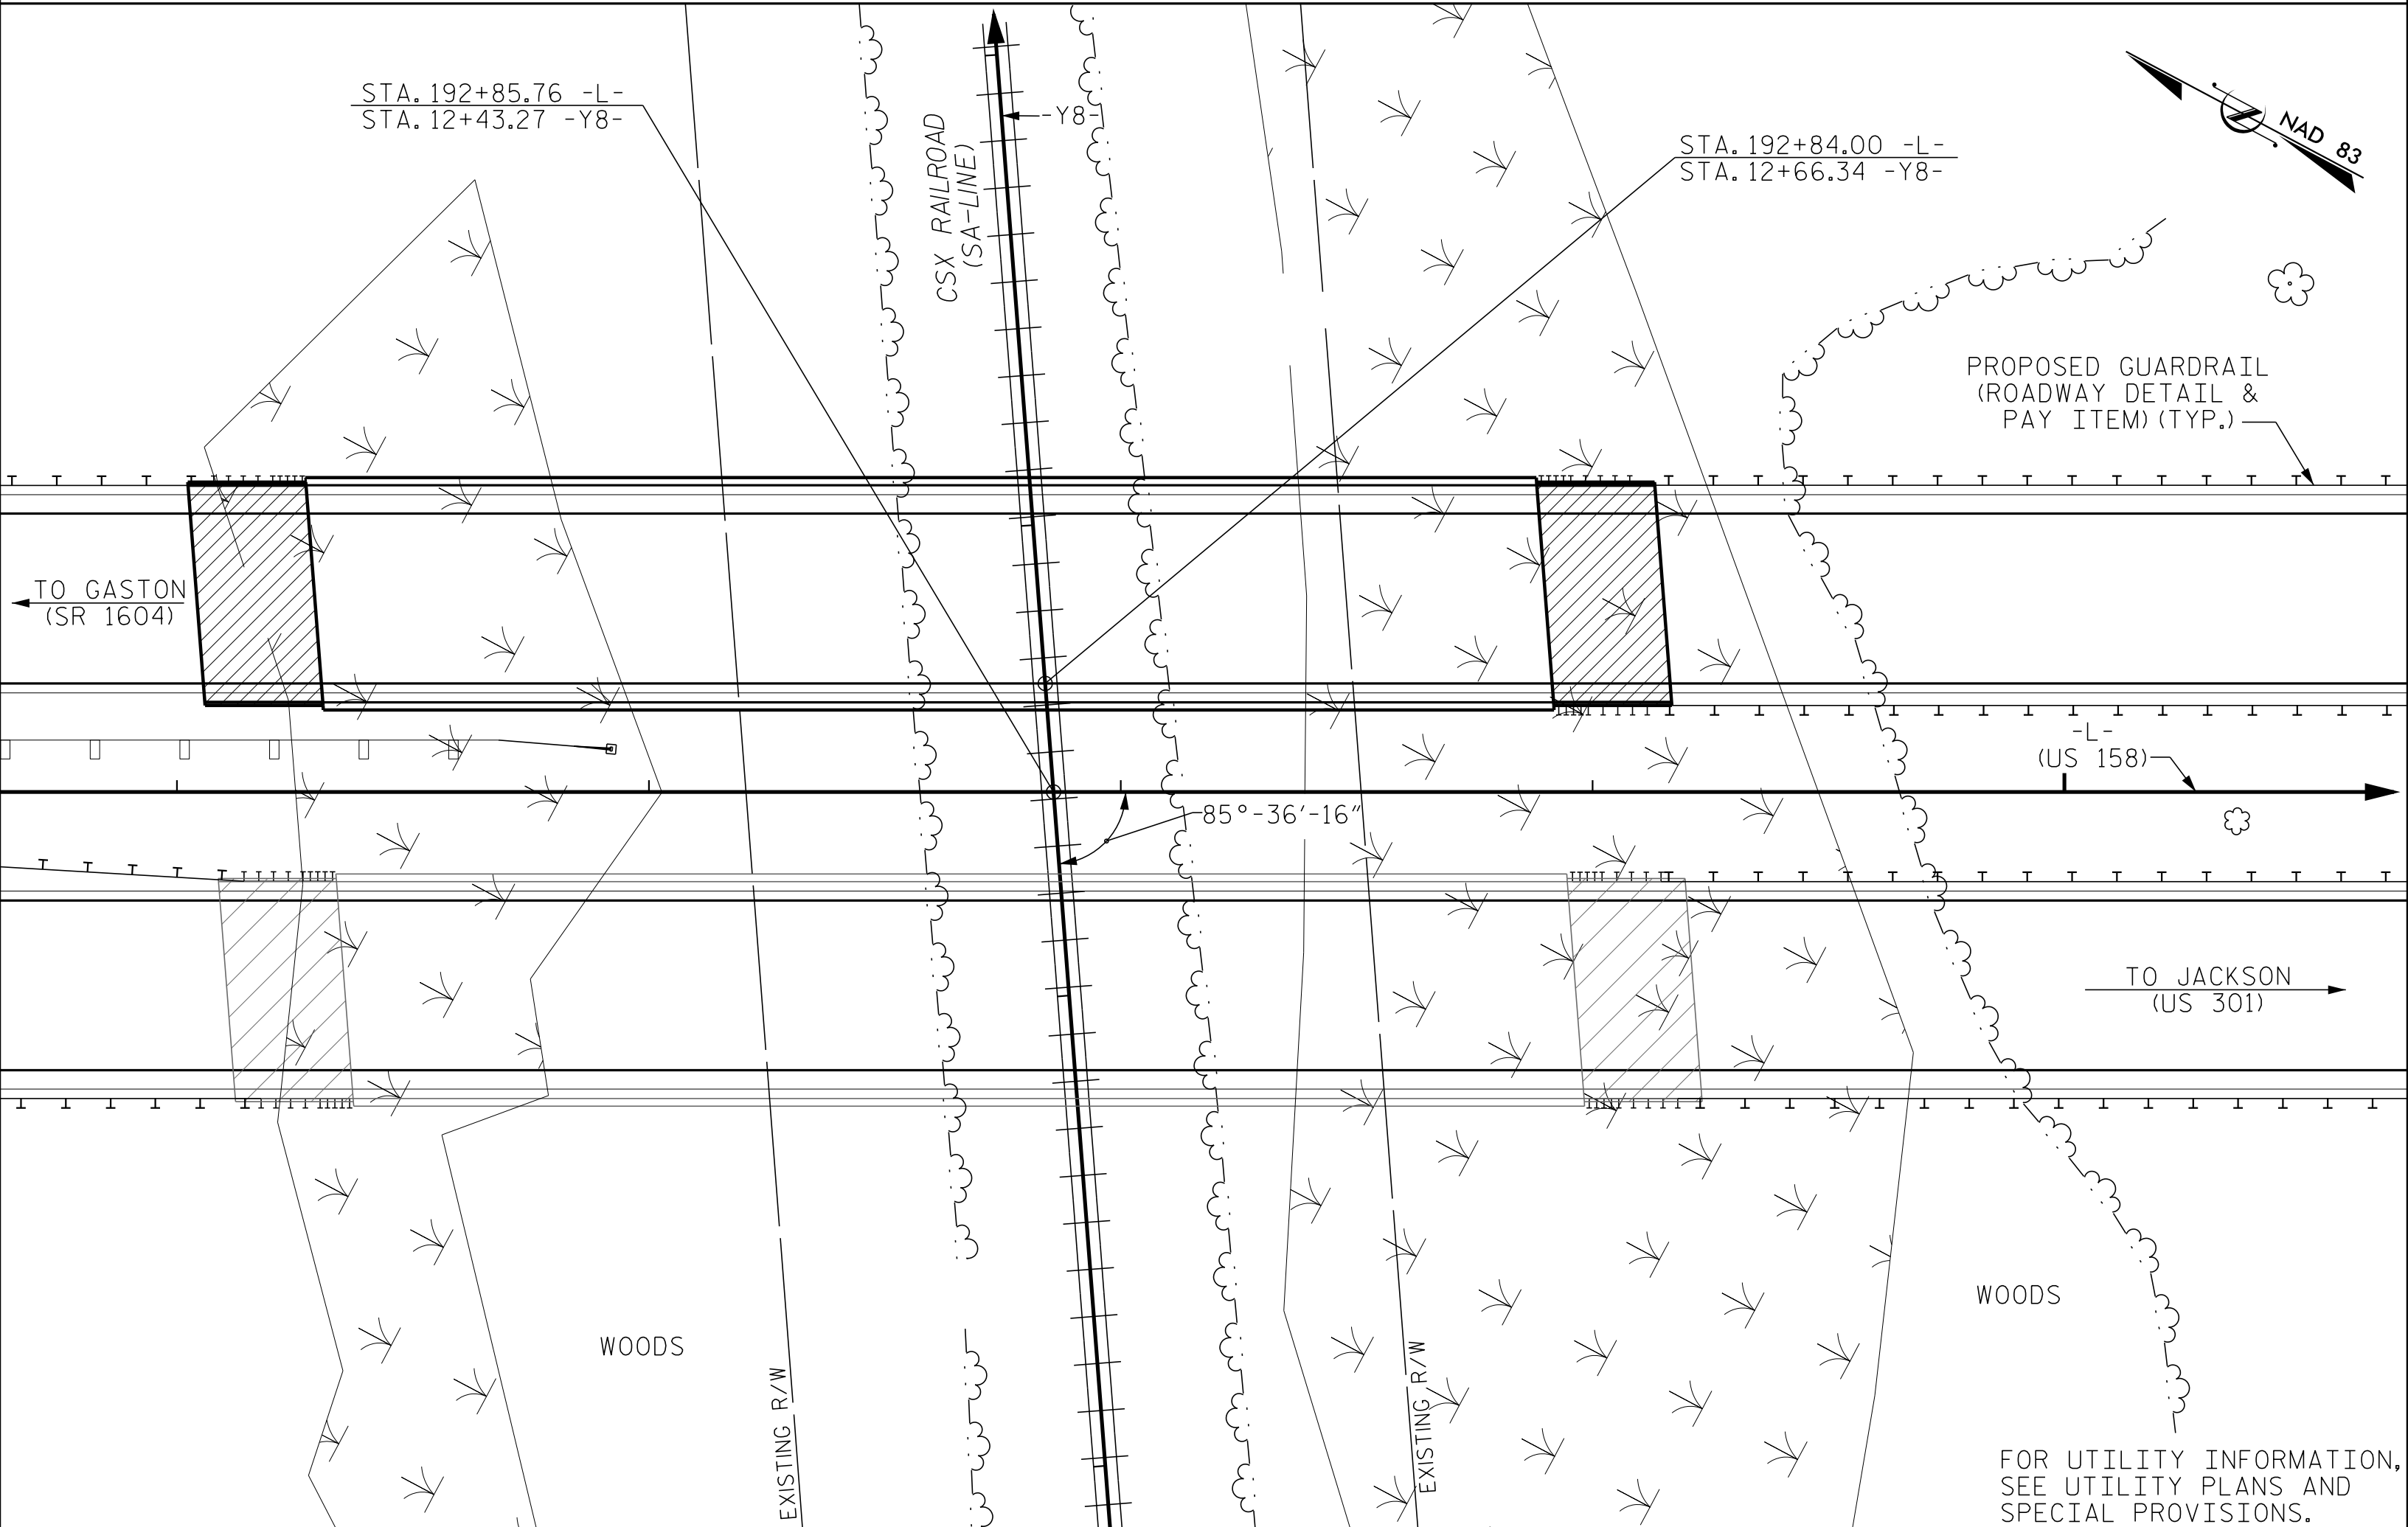 STA. 192+85.76 -L-
STA. 12+43.27 -Y8-
CSX RAILROAD
(SA-LINE)
-Y8-
STA. 192+84.00 -L-
STA. 12+66.34 -Y8-
NAD 83
PROPOSED GUARDRAIL
(ROADWAY DETAIL &
PAY ITEM) (TYP.)
TO GASTON
(SR 1604)
-L-
(US 158)
85°-36'-16"
TO JACKSON
(US 301)
WOODS
WOODS
EXISTING R/W
EXISTING R/W
FOR UTILITY INFORMATION,
SEE UTILITY PLANS AND
SPECIAL PROVISIONS.